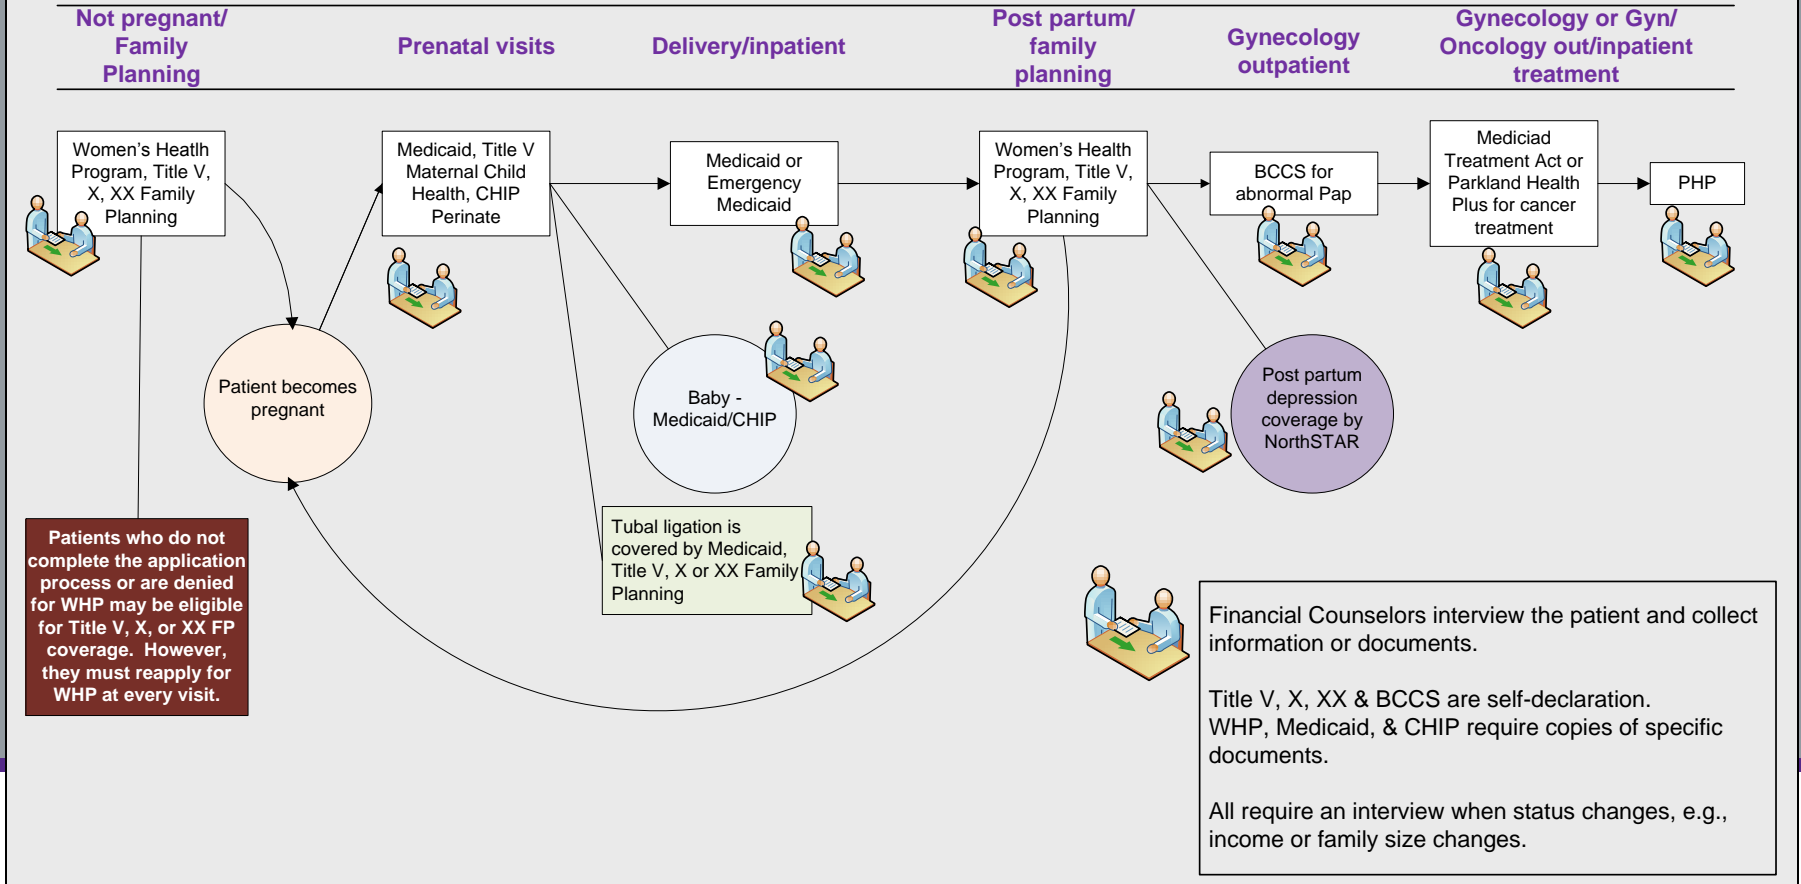 Not pregnant/
Family
Planning
Prenatal visits
Delivery/inpatient
Post partum/
family
planning
Gynecology
outpatient
Gynecology or Gyn/
Oncology out/inpatient
treatment
Women's Heatlh
Program, Title V,
X, XX Family
Planning
Medicaid, Title V
Maternal Child
Health, CHIP
Perinate
Medicaid or
Emergency
Medicaid
Women's Health
Program, Title V,
X, XX Family
Planning
BCCS for
abnormal Pap
Mediciad
Treatment Act or
Parkland Health
Plus for cancer
treatment
PHP
Patient becomes
pregnant
Baby -
Medicaid/CHIP
Post partum
depression
coverage by
NorthSTAR
Patients who do not
complete the application
process or are denied
for WHP may be eligible
for Title V, X, or XX FP
coverage. However,
they must reapply for
WHP at every visit.
Tubal ligation is
covered by Medicaid,
Title V, X or XX Family
Planning
Financial Counselors interview the patient and collect
information or documents.
Title V, X, XX & BCCS are self-declaration.
WHP, Medicaid, & CHIP require copies of specific
documents.
All require an interview when status changes, e.g.,
income or family size changes.